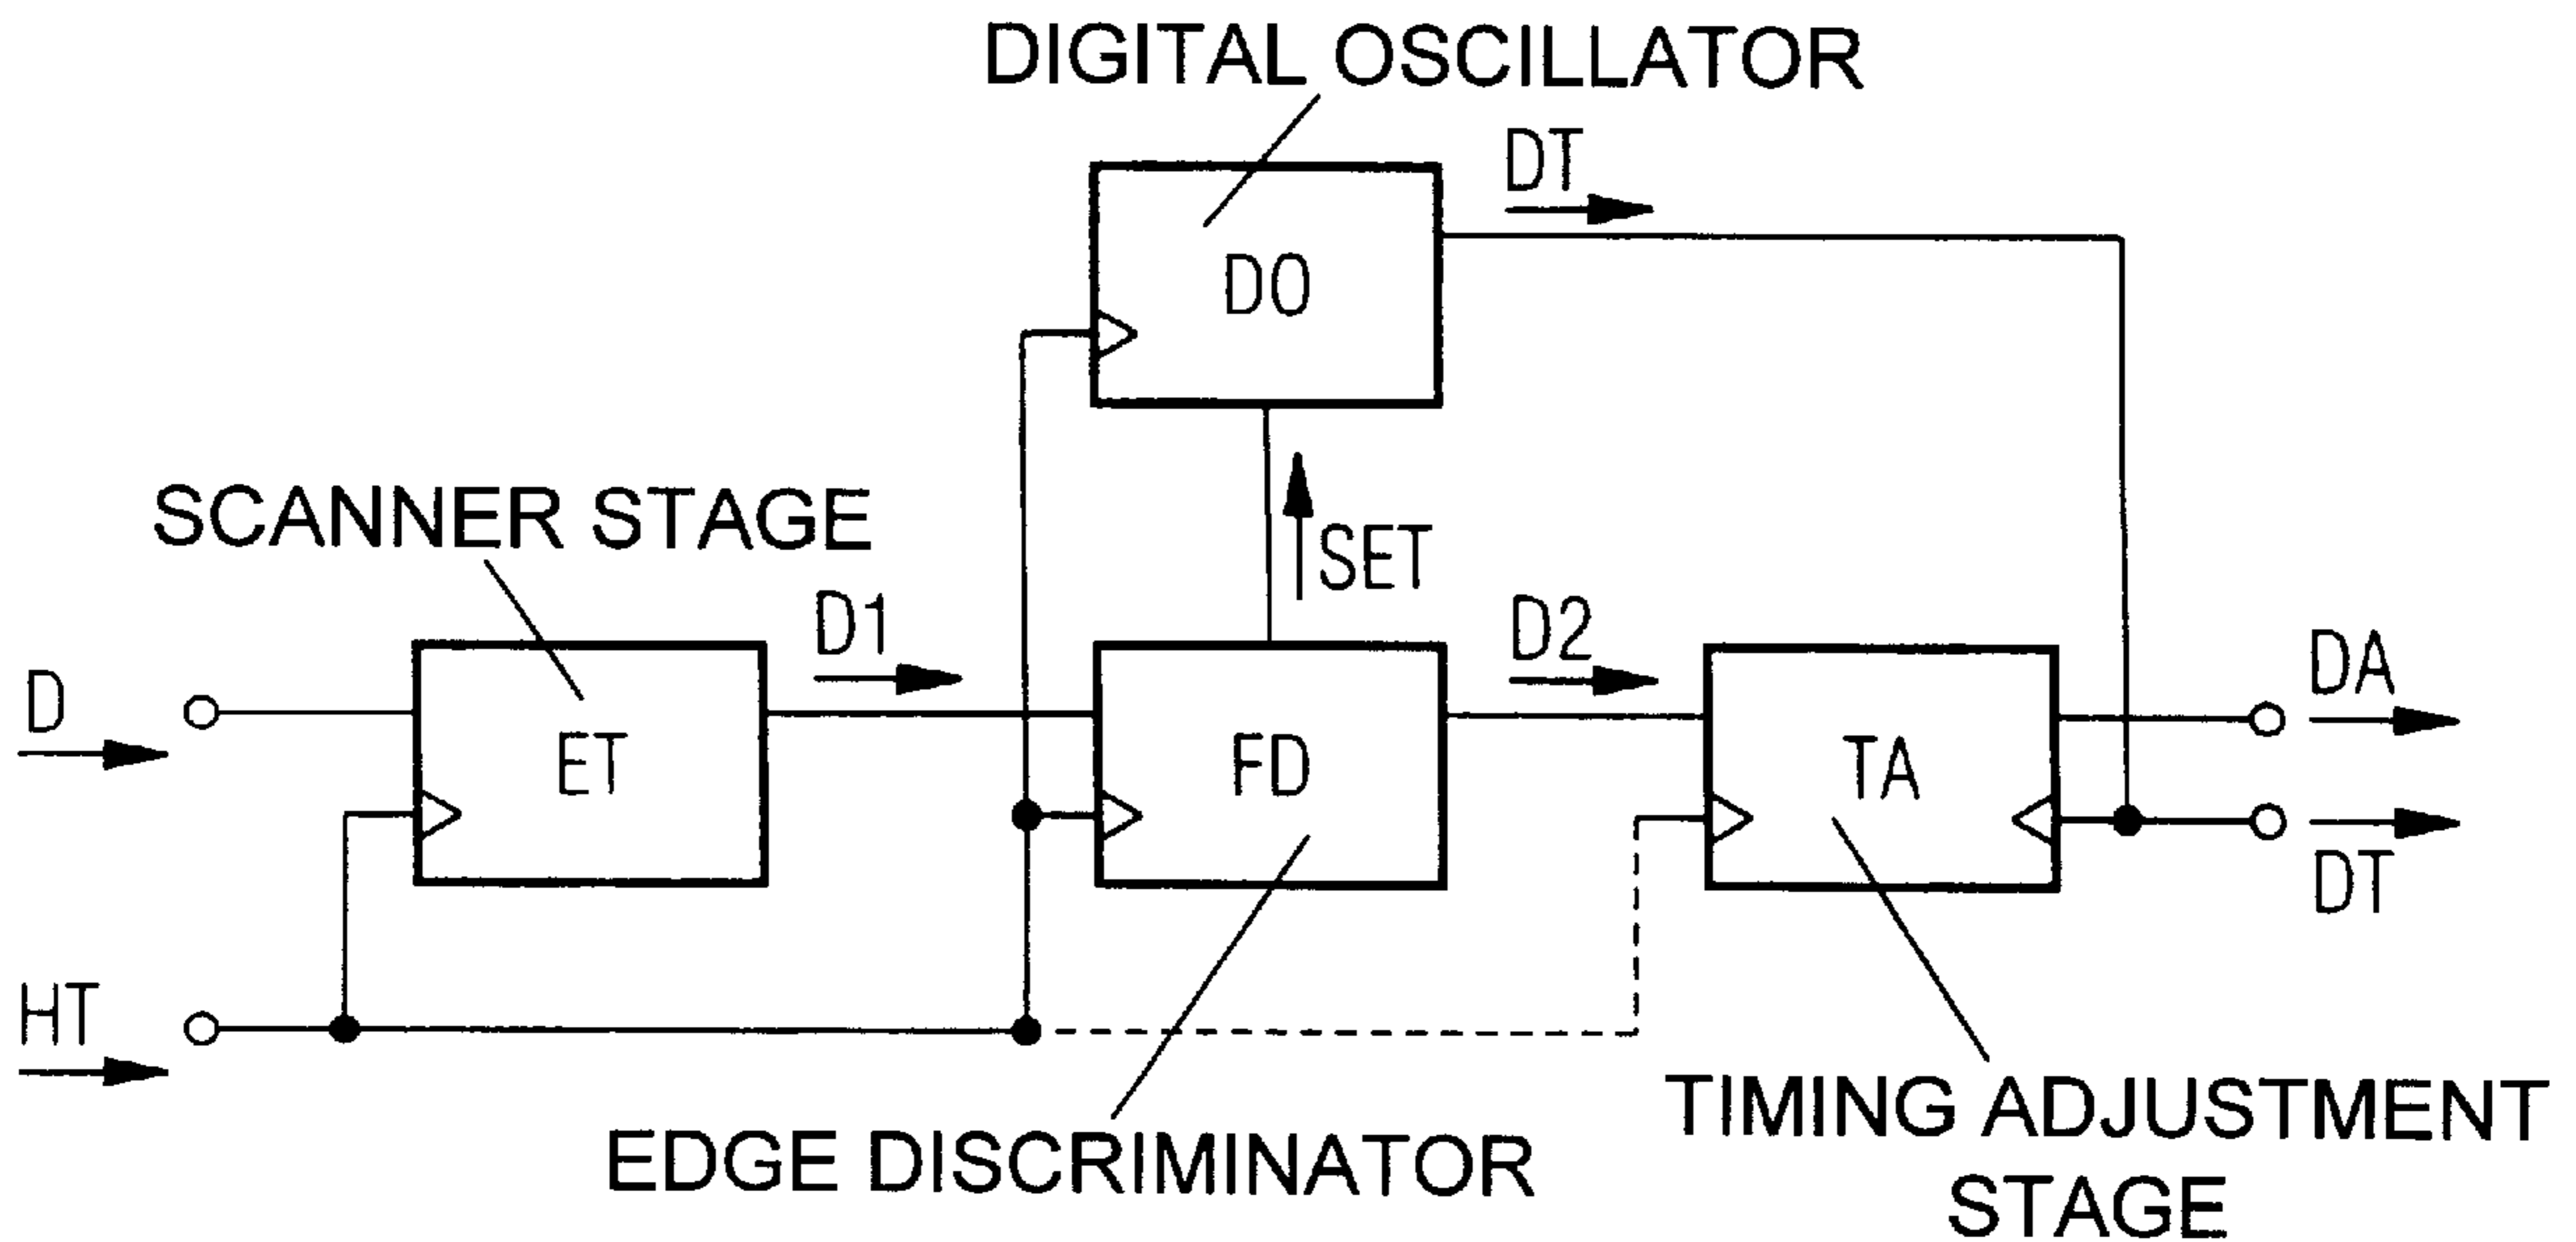 DIGITAL OSCILLATOR
DT
DO
SCANNER STAGE
SET
D1
D2
D
DA
ET
FD
TA
DT
HT
EDGE DISCRIMINATOR
TIMING ADJUSTMENT
STAGE